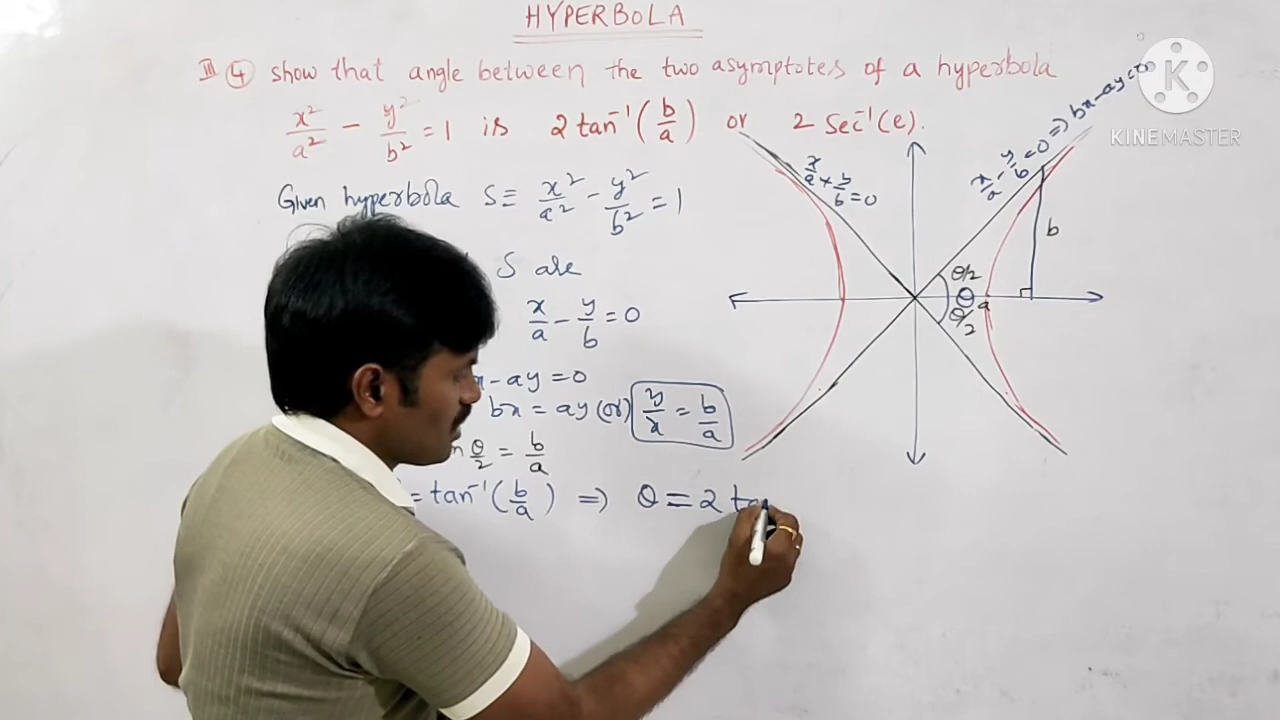 HYPERBOLA
III ④ show that angle between the two asymptotes of a hyperbola
x²/a² - y²/b² = 1 is 2 tan⁻¹(b/a) or 2 Sec⁻¹(e).
Given hyperbola S ≡ x²/a² - y²/b² = 1
S are
x/a - y/b = 0
- ay = 0
bx = ay (or) y/x = b/a
θ/2 = b/a
= tan⁻¹(b/a) ⇒ θ = 2
x/a + y/b = 0
x/a - y/b = 0 ⇒ bx - ay = 0
b
θ/2
θ
a
θ/2
K
KINEMASTER